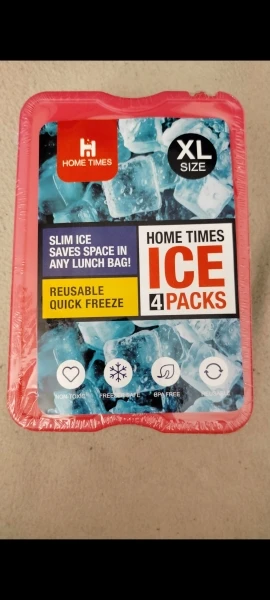 HOME TIMES
XL
SIZE
SLIM ICE
SAVES SPACE IN
ANY LUNCH BAG!
REUSABLE
QUICK FREEZE
HOME TIMES
ICE
4 PACKS
NON-TOXIC
FREEZER SAFE
BPA FREE